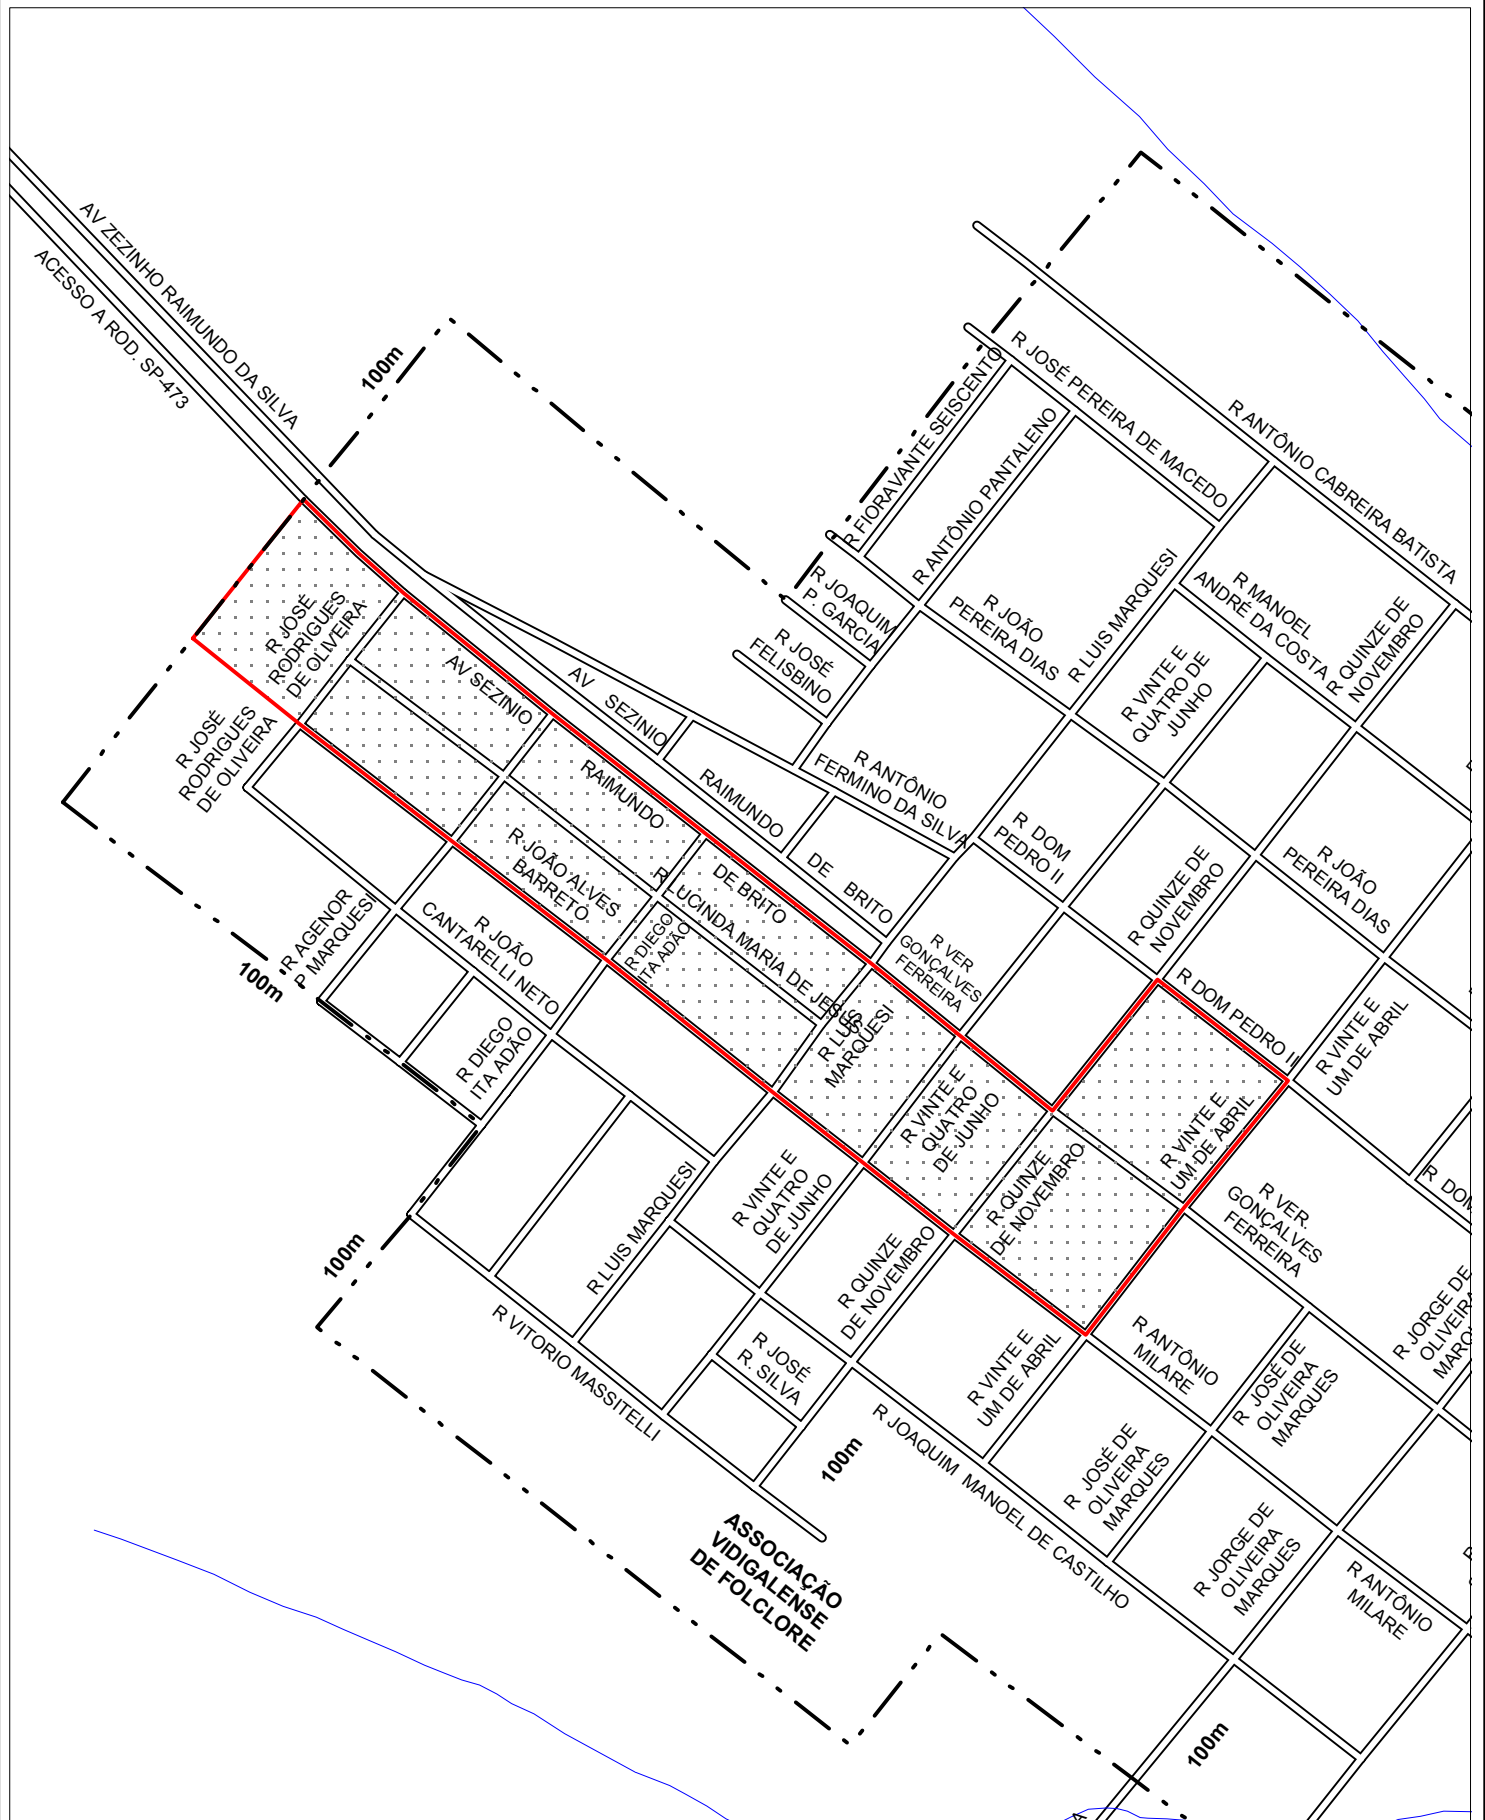 AV ZEZINHO RAIMUNDO DA SILVA
ACESSO A ROD. SP-473
100m
R JOSÉ PEREIRA DE MACEDO
R FIORAVANTE SEISCENTO
R ANTÔNIO PANTALENO
R ANTÔNIO CABREIRA BATISTA
R JOAQUIM
P. GARCIA
R JOSÉ
FELISBINO
R JOÃO
PEREIRA DIAS
R LUIS MARQUESI
R MANOEL
ANDRÉ DA COSTA
R QUINZE DE
NOVEMBRO
R VINTE E
QUATRO DE
JUNHO
R JOSÉ
RODRIGUES
DE OLIVEIRA
R JOSÉ
RODRIGUES
DE OLIVEIRA
AV SEZINIO
RAIMUNDO
DE BRITO
AV SEZINIO
RAIMUNDO
DE BRITO
R ANTÔNIO
FERMINO DA SILVA
R DOM
PEDRO II
R QUINZE DE
NOVEMBRO
R JOÃO
PEREIRA DIAS
R JOÃO ALVES
BARRETO
R LUCINDA MARIA DE JESUS
R DIEGO
ITA ADÃO
R VER
GONÇALVES
FERREIRA
R DOM PEDRO II
R VINTE E
UM DE ABRIL
R AGENOR
P MARQUESI
100m
R JOÃO
CANTARELLI NETO
R DIEGO
ITA ADÃO
R LUIS
MARQUESI
R VINTE E
QUATRO
DE JUNHO
R QUINZE
DE NOVEMBRO
R VINTE E
UM DE ABRIL
R DOM
R VER.
GONÇALVES
FERREIRA
100m
R LUIS MARQUESI
R VINTE E
QUATRO
DE JUNHO
R QUINZE
DE NOVEMBRO
R VITORIO MASSITELLI
R JOSÉ
R. SILVA
R VINTE E
UM DE ABRIL
R ANTÔNIO
MILARE
R JOSÉ DE
OLIVEIRA
MARQUES
R JORGE DE
OLIVEIRA
R JOAQUIM MANOEL DE CASTILHO
100m
R JOSÉ DE
OLIVEIRA
MARQUES
R JORGE DE
OLIVEIRA
MARQUES
R ANTÔNIO
MILARE
ASSOCIAÇÃO
VIDIGALENSE
DE FOLCLORE
100m